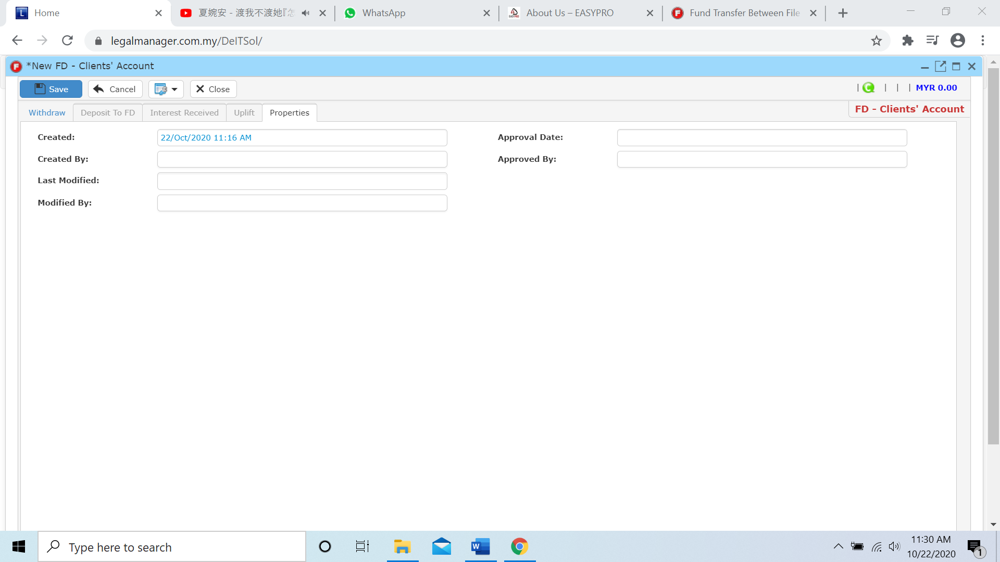 Home
夏婉安 - 渡我不渡她『怎
WhatsApp
About Us – EASYPRO
Fund Transfer Between File
legalmanager.com.my/DeITSol/
*New FD - Clients' Account
Save
Cancel
Close
| | | | MYR 0.00
Withdraw
Deposit To FD
Interest Received
Uplift
Properties
FD - Clients' Account
Created:
22/Oct/2020 11:16 AM
Approval Date:
Created By:
Approved By:
Last Modified:
Modified By:
Type here to search
11:30 AM
10/22/2020
1